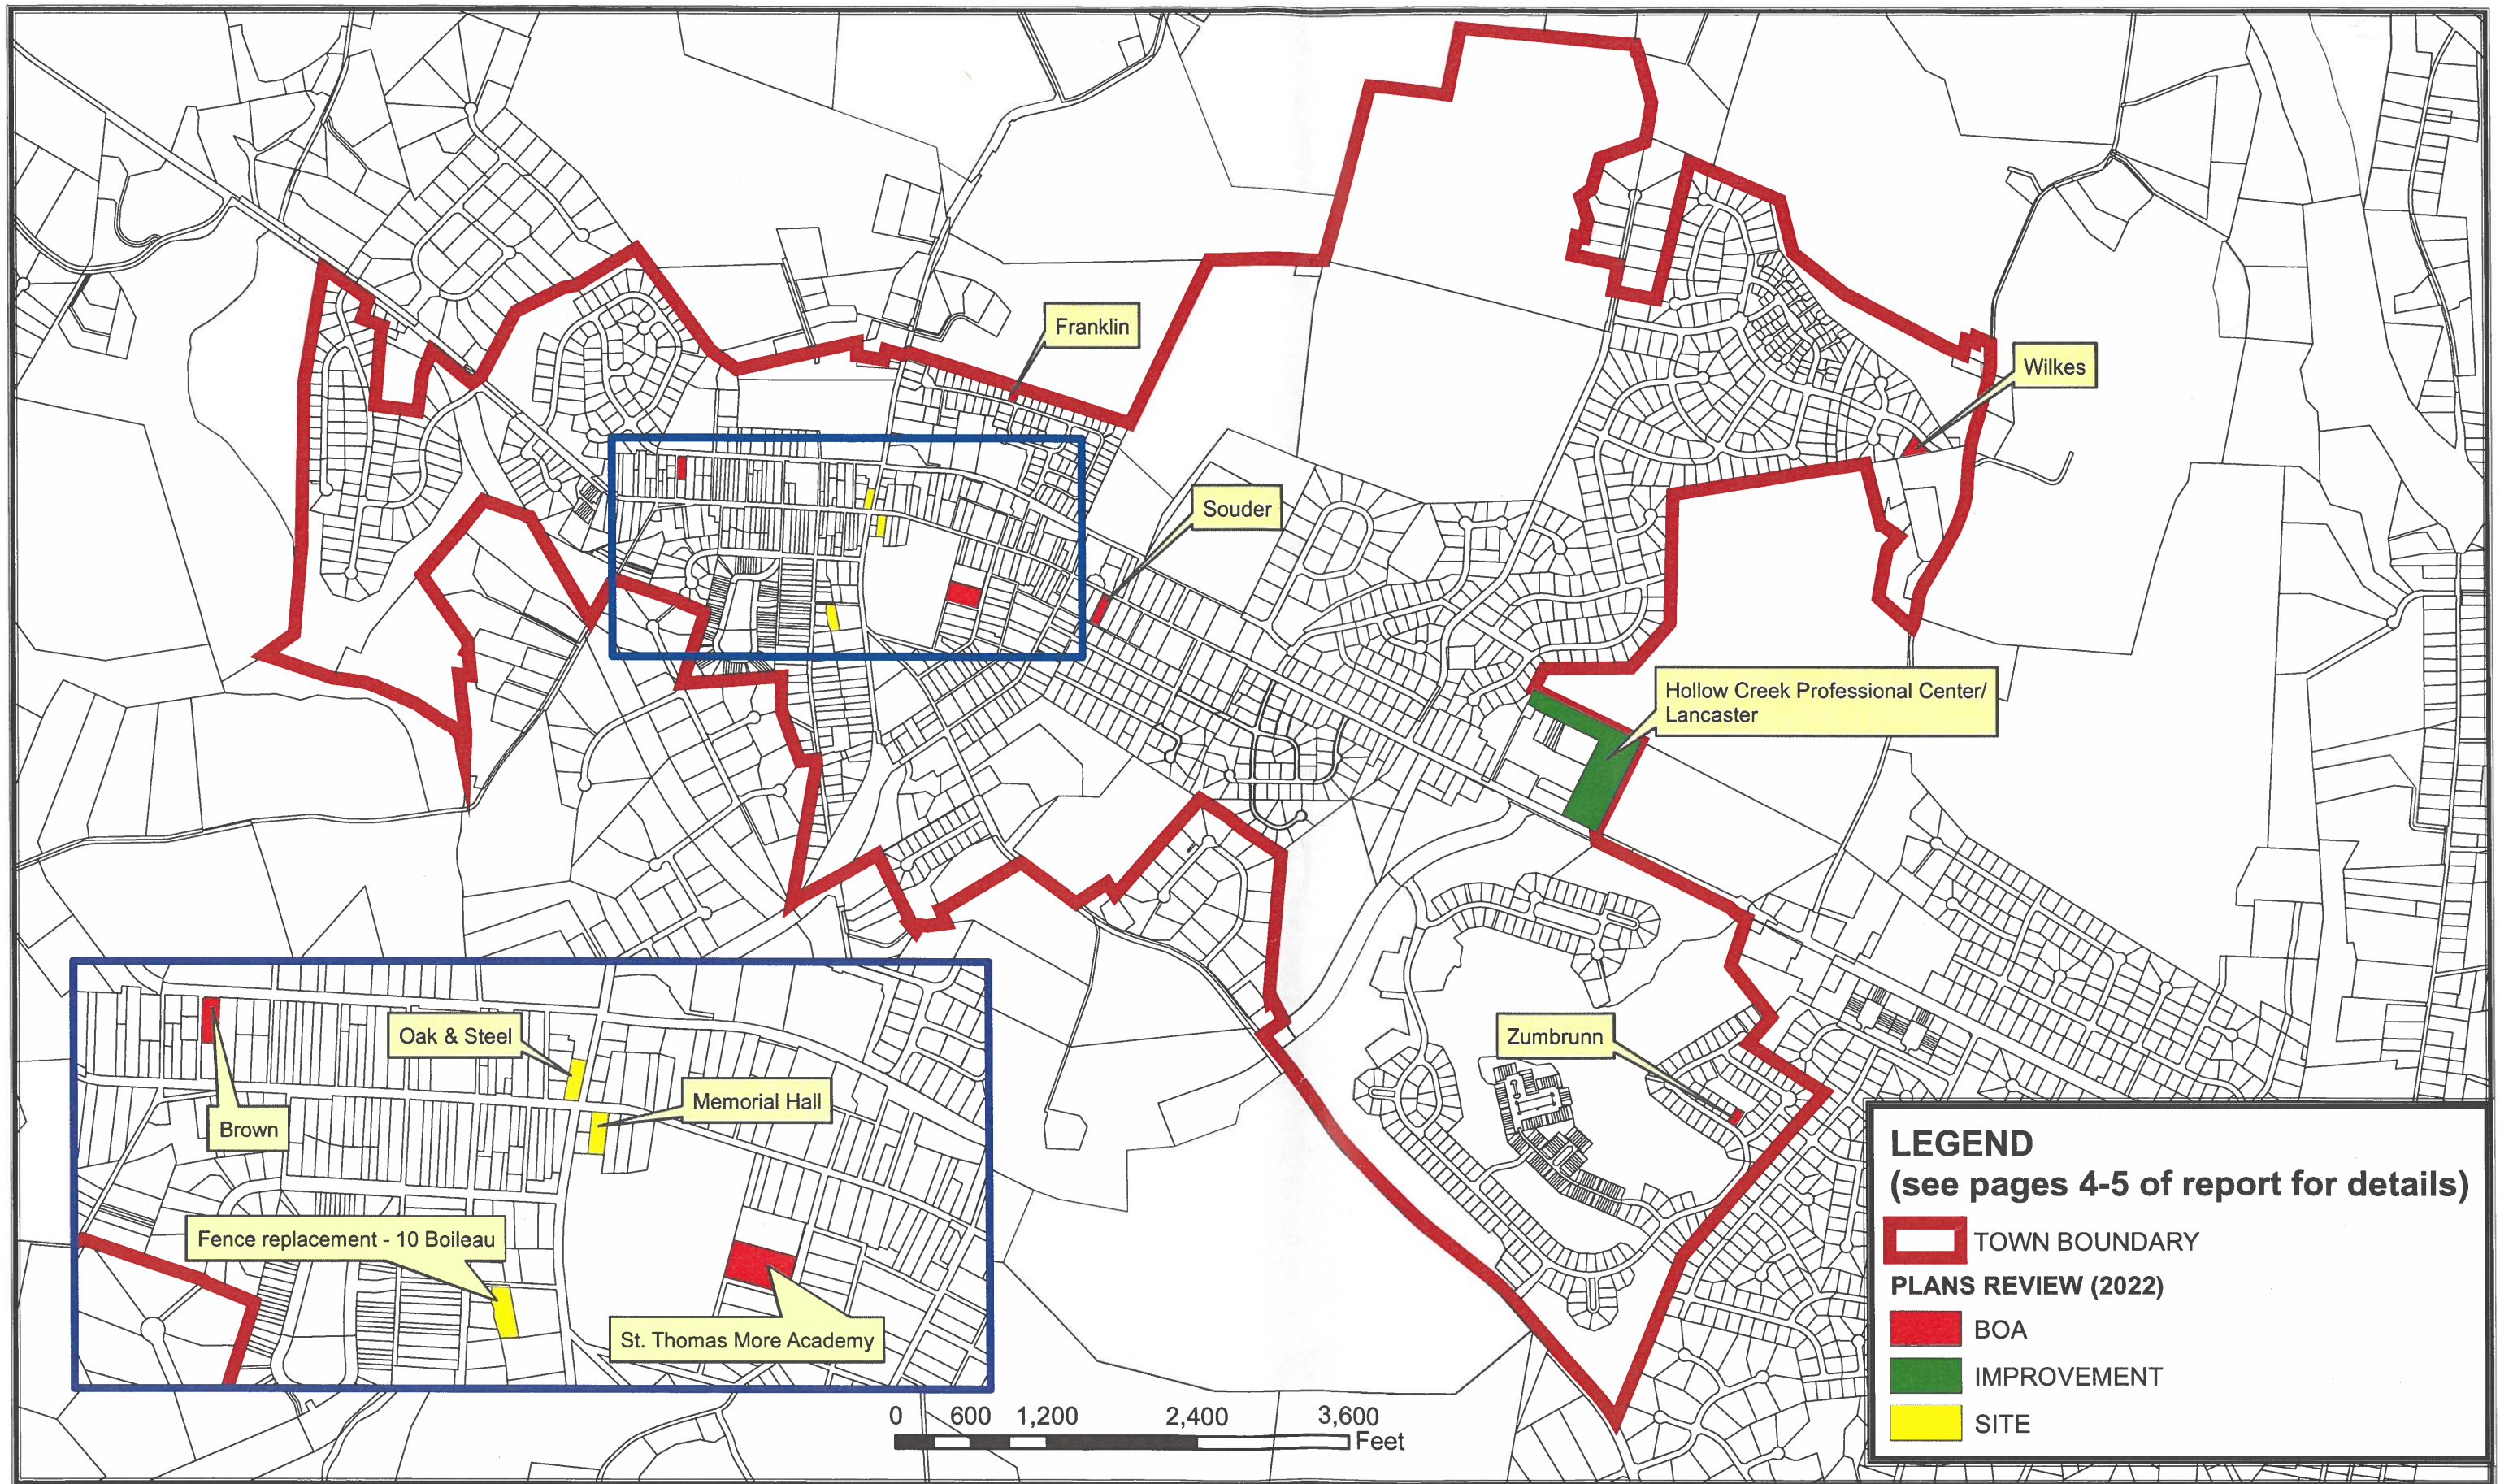 Franklin
Wilkes
Souder
Hollow Creek Professional Center/
Lancaster
Zumbrunn
Oak & Steel
Memorial Hall
Brown
Fence replacement - 10 Boileau
St. Thomas More Academy
0 600 1,200 2,400 3,600
Feet
LEGEND
(see pages 4-5 of report for details)
TOWN BOUNDARY
PLANS REVIEW (2022)
BOA
IMPROVEMENT
SITE